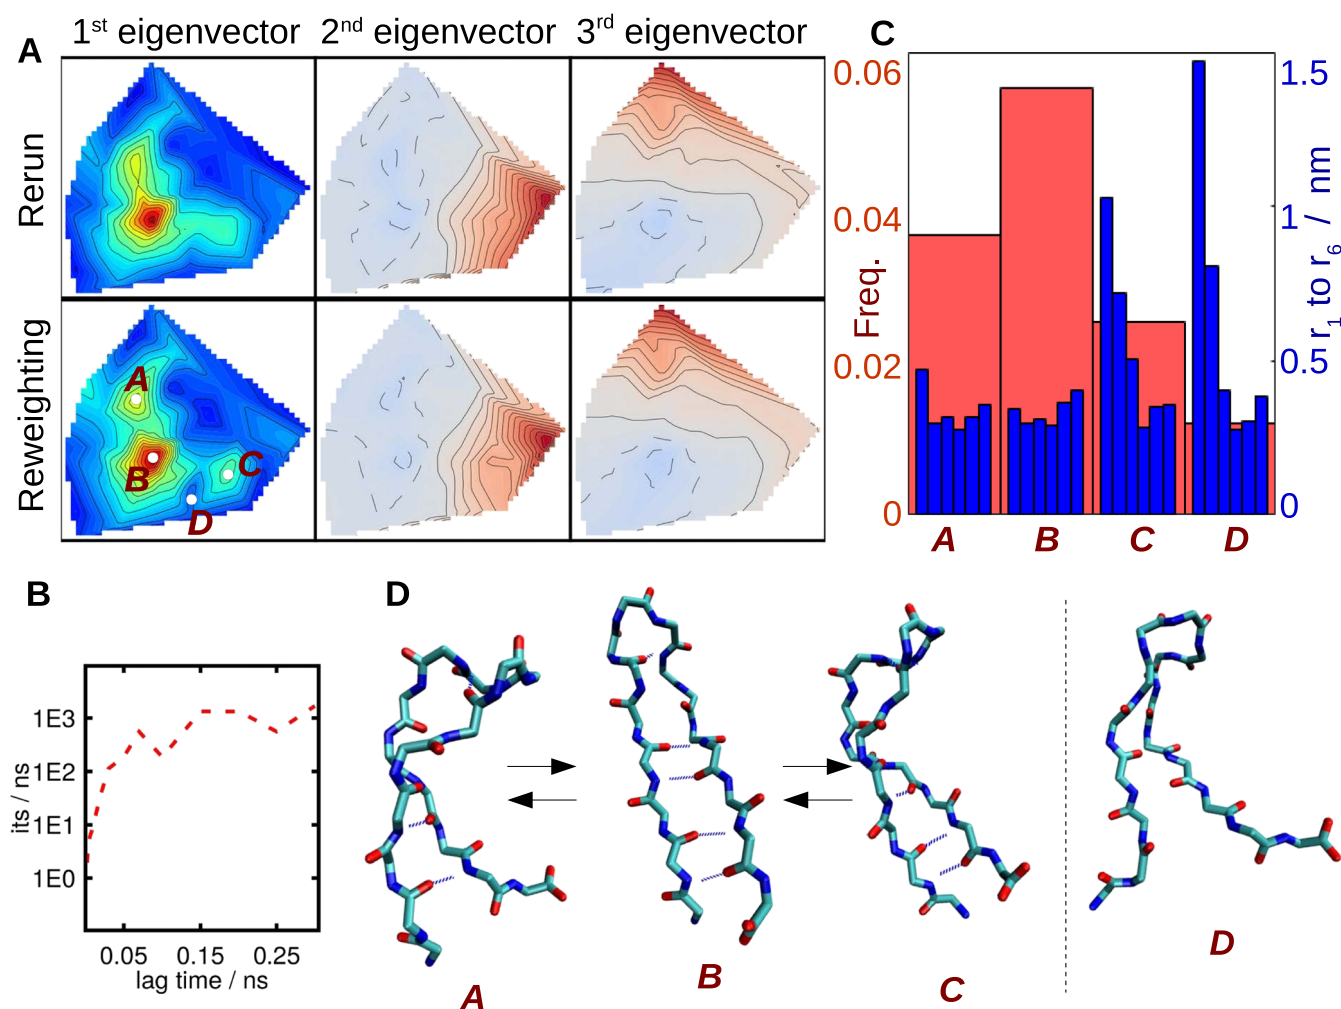 1st eigenvector 2nd eigenvector 3rd eigenvector
A
Rerun
Reweighting
A
B
C
D
C
0.06
0.04
0.02
0
Freq.
1.5
1
0.5
0
r1 to r6 / nm
A B C D
B
1E3
1E2
1E1
1E0
its / ns
0.05 0.15 0.25
lag time / ns
D
A
B
C
D